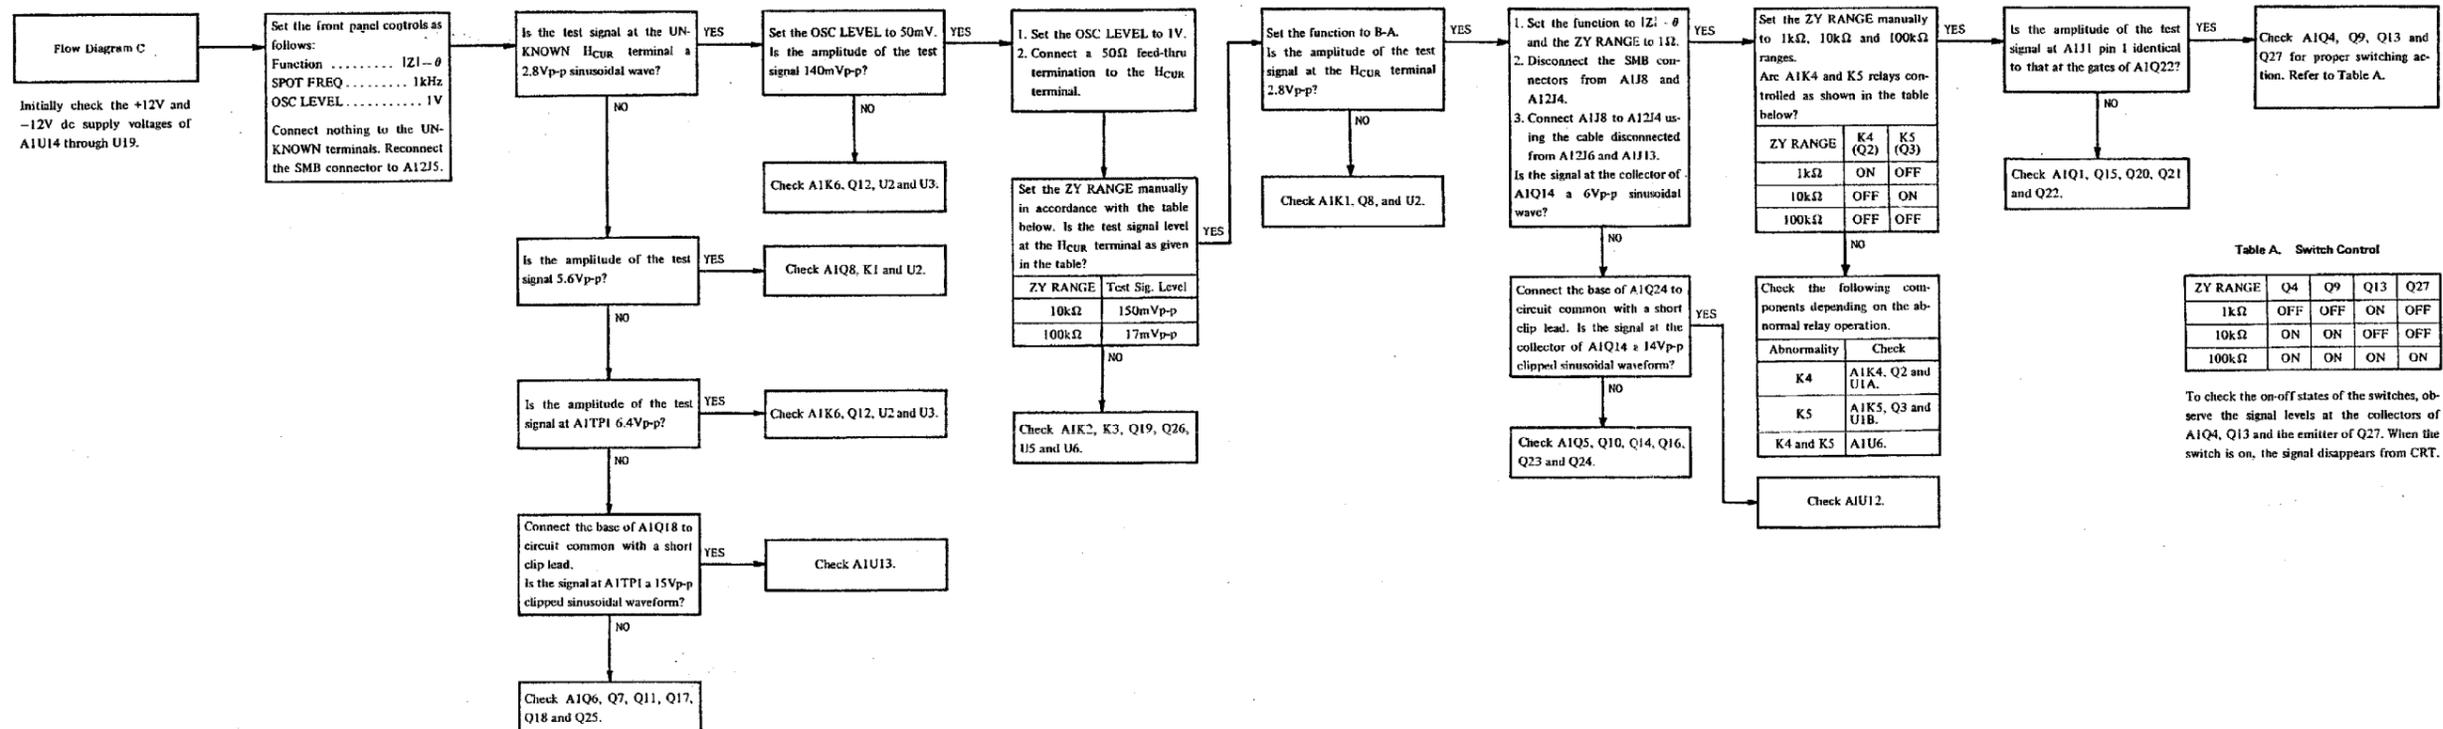 Flow Diagram C
Initially check the +12V and
−12V dc supply voltages of
A1U14 through U19.
Set the front panel controls as
follows:
Function ......... |Z|−θ
SPOT FREQ ........ 1kHz
OSC LEVEL .......... 1V
Connect nothing to the UN-
KNOWN terminals. Reconnect
the SMB connector to A12J5.
Is the test signal at the UN-
KNOWN HCUR terminal a
2.8Vp-p sinusoidal wave?
YES
NO
Set the OSC LEVEL to 50mV.
Is the amplitude of the test
signal 140mVp-p?
YES
NO
Check A1K6, Q12, U2 and U3.
Is the amplitude of the test
signal 5.6Vp-p?
YES
Check A1Q8, K1 and U2.
NO
Is the amplitude of the test
signal at A1TP1 6.4Vp-p?
YES
Check A1K6, Q12, U2 and U3.
NO
Connect the base of A1Q18 to
circuit common with a short
clip lead.
Is the signal at A1TP1 a 15Vp-p
clipped sinusoidal waveform?
YES
Check A1U13.
NO
Check A1Q6, Q7, Q11, Q17,
Q18 and Q25.
1. Set the OSC LEVEL to 1V.
2. Connect a 50Ω feed-thru
termination to the HCUR
terminal.
Set the ZY RANGE manually
in accordance with the table
below. Is the test signal level
at the HCUR terminal as given
in the table?
ZY RANGE Test Sig. Level
10kΩ 150mVp-p
100kΩ 17mVp-p
YES
NO
Check A1K2, K3, Q19, Q26,
U5 and U6.
Set the function to B-A.
Is the amplitude of the test
signal at the HCUR terminal
2.8Vp-p?
YES
NO
Check A1K1, Q8, and U2.
1. Set the function to |Z| - θ
and the ZY RANGE to 1Ω.
2. Disconnect the SMB con-
nectors from A1J8 and
A12J4.
3. Connect A1J8 to A12J4 us-
ing the cable disconnected
from A12J6 and A1J13.
Is the signal at the collector of
A1Q14 a 6Vp-p sinusoidal
wave?
YES
NO
Connect the base of A1Q24 to
circuit common with a short
clip lead. Is the signal at the
collector of A1Q14 a 14Vp-p
clipped sinusoidal waveform?
YES
NO
Check A1Q5, Q10, Q14, Q16,
Q23 and Q24.
Set the ZY RANGE manually
to 1kΩ, 10kΩ and 100kΩ
ranges.
Are A1K4 and K5 relays con-
trolled as shown in the table
below?
ZY RANGE K4 (Q2) K5 (Q3)
1kΩ ON OFF
10kΩ OFF ON
100kΩ OFF OFF
YES
NO
Check the following com-
ponents depending on the ab-
normal relay operation.
Abnormality Check
K4 A1K4, Q2 and U1A.
K5 A1K5, Q3 and U1B.
K4 and K5 A1U6.
Check A1U12.
Is the amplitude of the test
signal at A1J1 pin 1 identical
to that at the gates of A1Q22?
YES
NO
Check A1Q1, Q15, Q20, Q21
and Q22.
Check A1Q4, Q9, Q13 and
Q27 for proper switching ac-
tion. Refer to Table A.
Table A. Switch Control
ZY RANGE Q4 Q9 Q13 Q27
1kΩ OFF OFF ON OFF
10kΩ ON ON OFF OFF
100kΩ ON ON ON ON
To check the on-off states of the switches, ob-
serve the signal levels at the collectors of
A1Q4, Q13 and the emitter of Q27. When the
switch is on, the signal disappears from CRT.